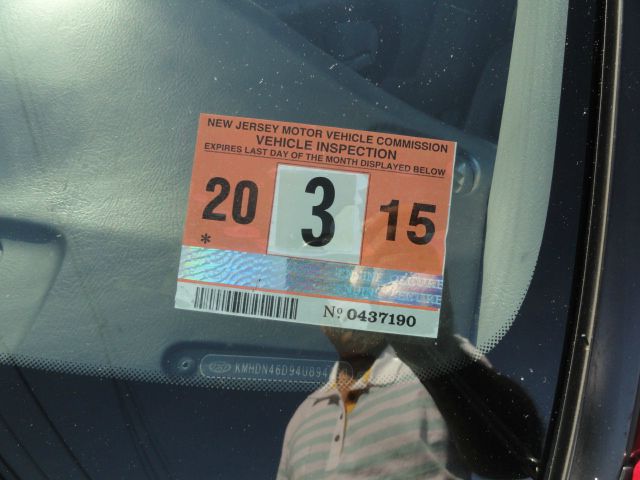 NEW JERSEY MOTOR VEHICLE COMMISSION
VEHICLE INSPECTION
EXPIRES LAST DAY OF THE MONTH DISPLAYED BELOW
20 3 15
*
Nº 0437190